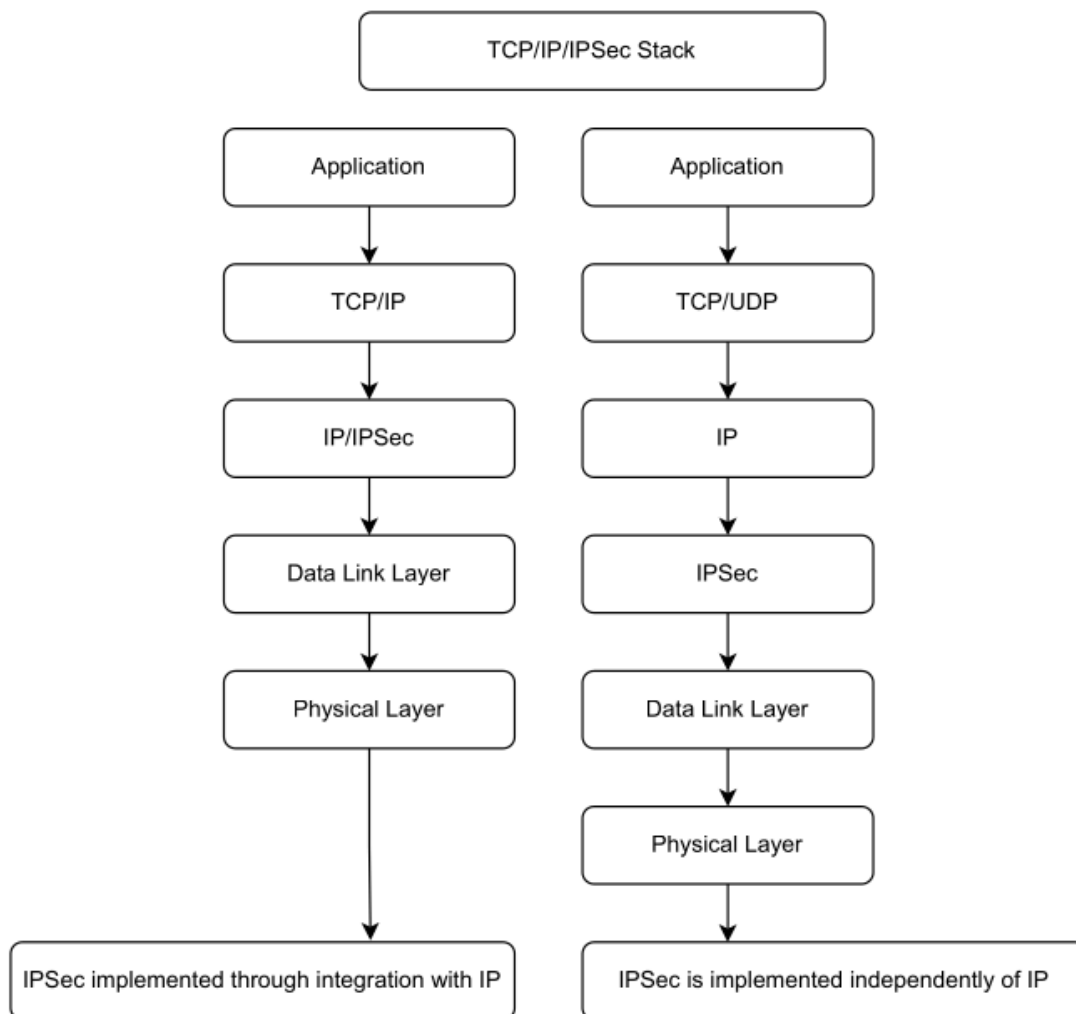 TCP/IP/IPSec Stack
Application
Application
TCP/IP
TCP/UDP
IP/IPSec
IP
Data Link Layer
IPSec
Physical Layer
Data Link Layer
Physical Layer
IPSec implemented through integration with IP
IPSec is implemented independently of IP